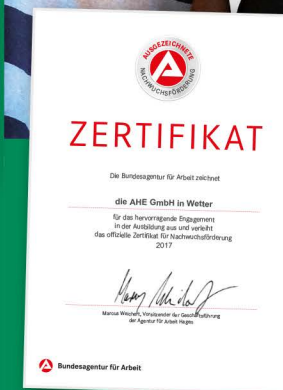 AUSGEZEICHNETE
NACHWUCHSFÖRDERUNG
ZERTIFIKAT
Die Bundesagentur für Arbeit zeichnet
die AHE GmbH in Wetter
für das hervorragende Engagement
in der Ausbildung aus und verleiht
das offizielle Zertifikat für Nachwuchsförderung
2017
Marcus Weichert, Vorsitzender der Geschäftsführung
der Agentur für Arbeit Hagen
Bundesagentur für Arbeit